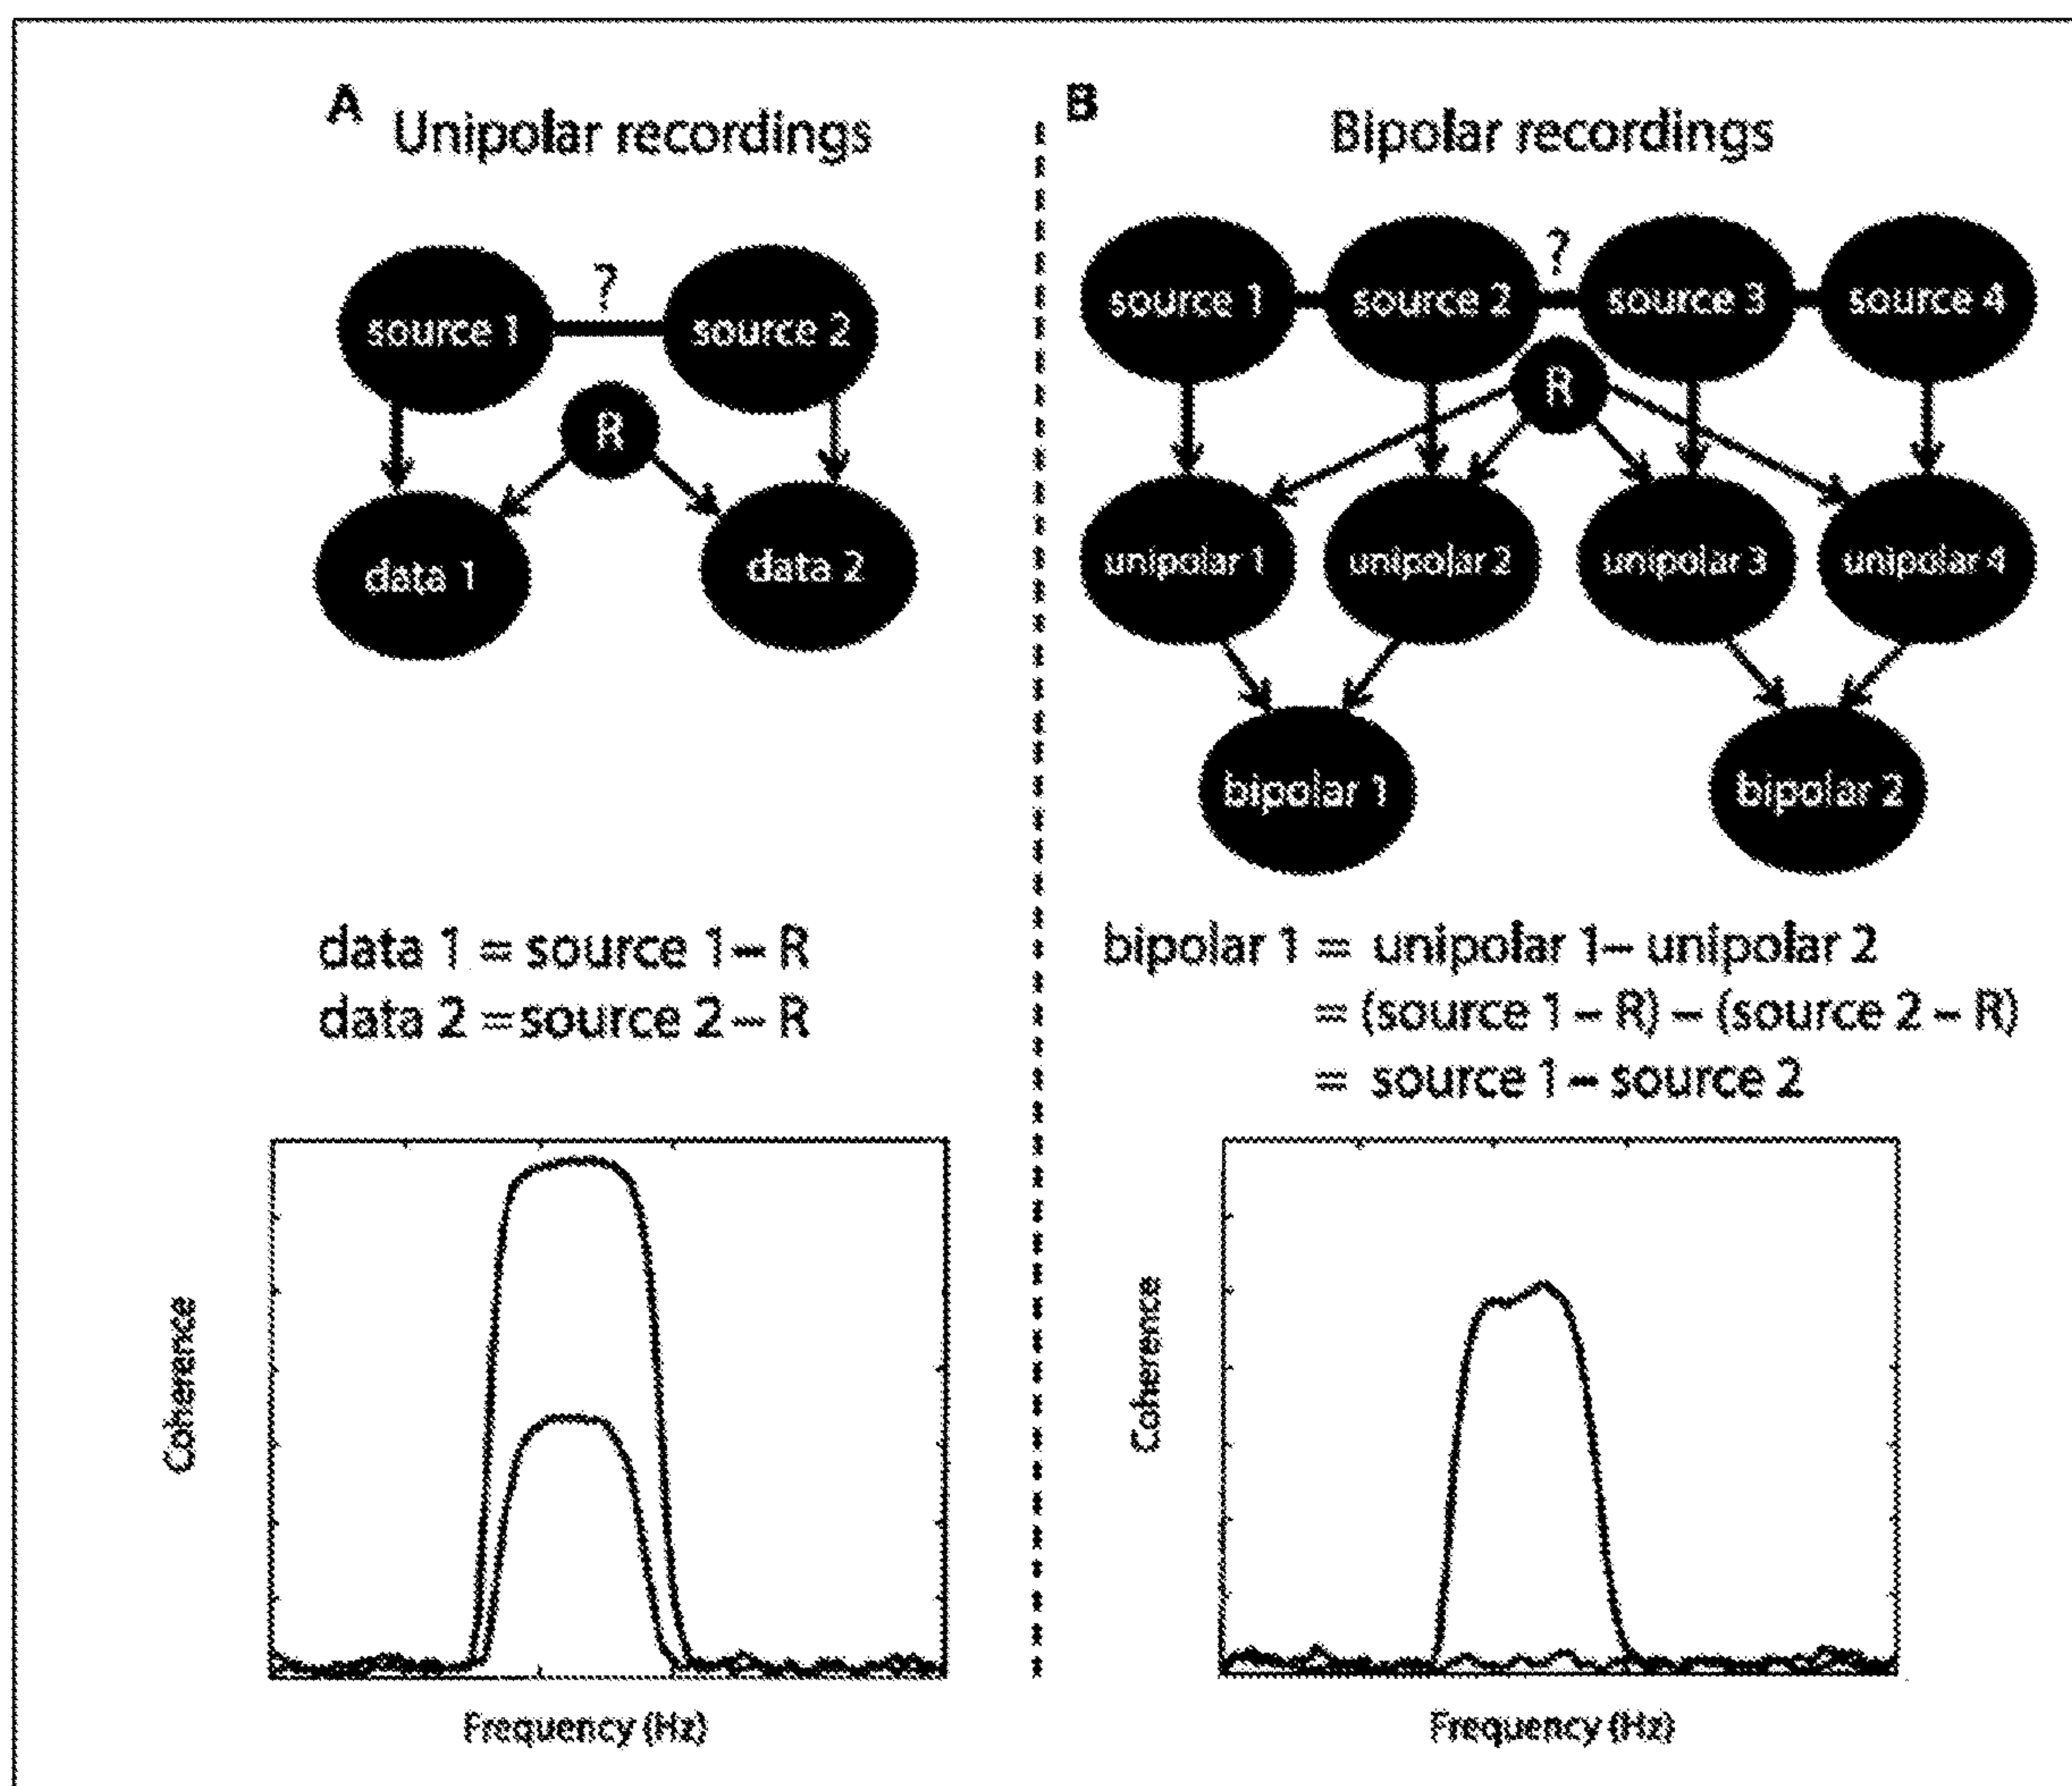 A Unipolar recordings
?
source 1 source 2
R
data 1 data 2
data 1 = source 1– R
data 2 =source 2– R
Coherence
Frequency (Hz)
B Bipolar recordings
?
source 1 source 2 source 3 source 4
R
unipolar 1 unipolar 2 unipolar 3 unipolar 4
bipolar 1 bipolar 2
bipolar 1 = unipolar 1– unipolar 2
= (source 1 – R) – (source 2 – R)
= source 1– source 2
Coherence
Frequency (Hz)